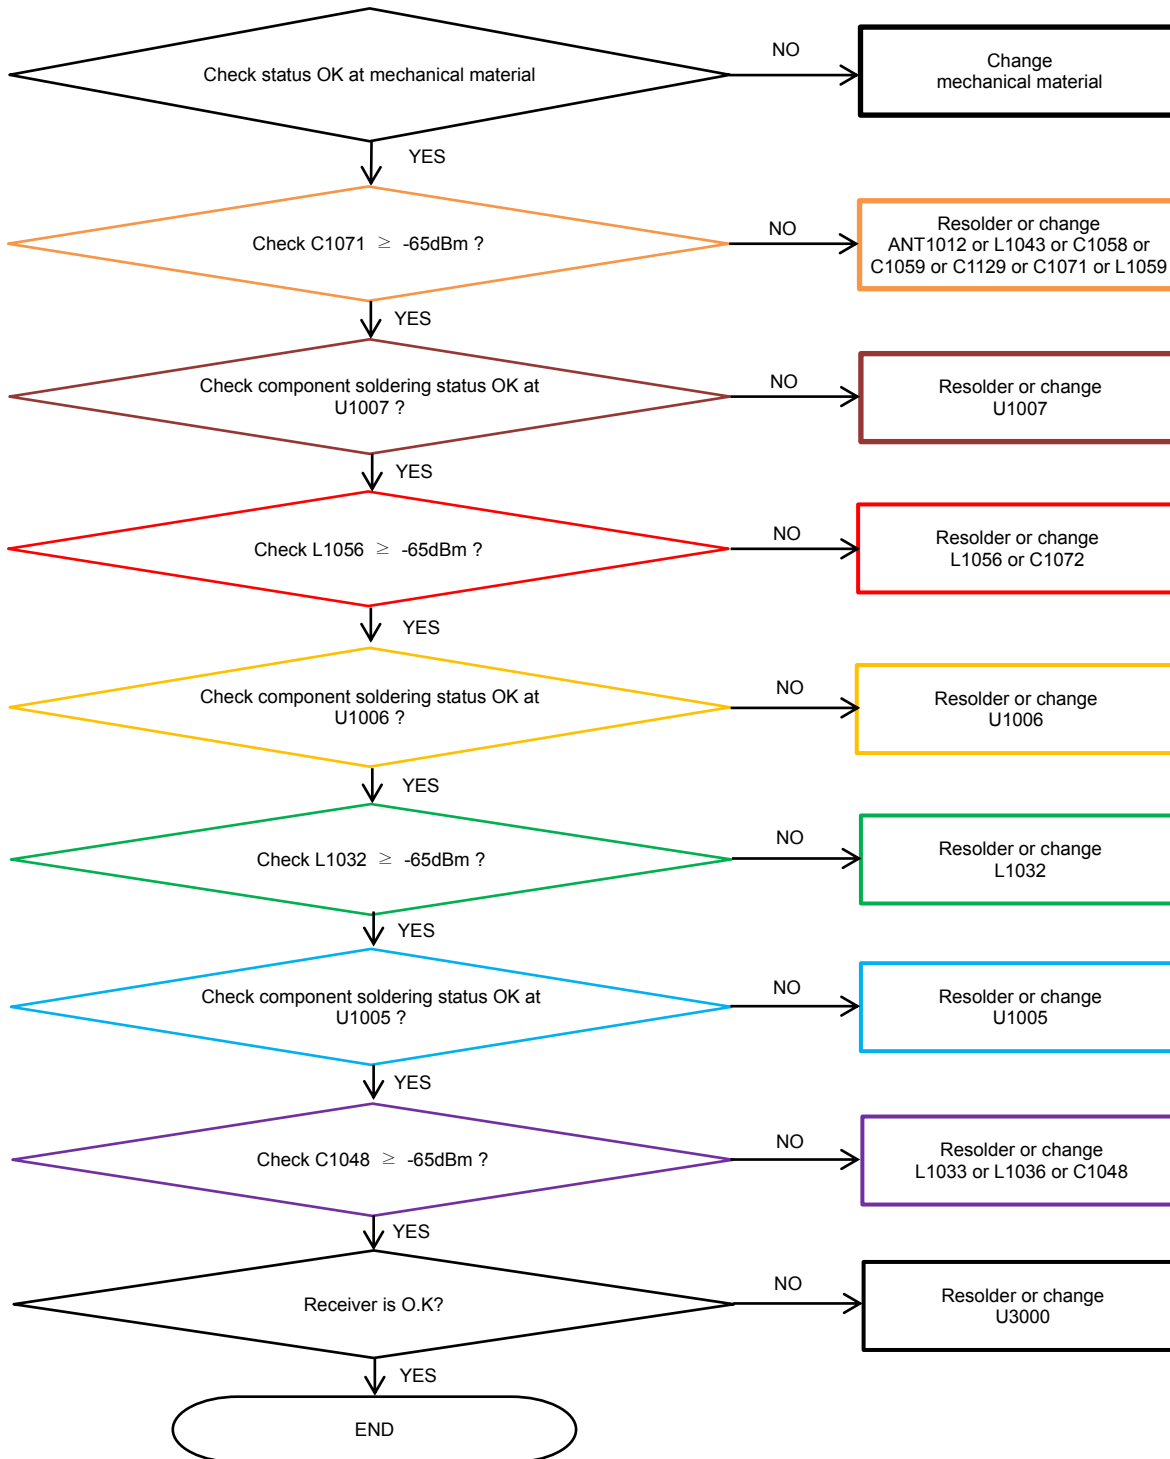 Check status OK at mechanical material
NO
Change
mechanical material
YES
Check C1071 ≥ -65dBm ?
NO
Resolder or change
ANT1012 or L1043 or C1058 or
C1059 or C1129 or C1071 or L1059
YES
Check component soldering status OK at
U1007 ?
NO
Resolder or change
U1007
YES
Check L1056 ≥ -65dBm ?
NO
Resolder or change
L1056 or C1072
YES
Check component soldering status OK at
U1006 ?
NO
Resolder or change
U1006
YES
Check L1032 ≥ -65dBm ?
NO
Resolder or change
L1032
YES
Check component soldering status OK at
U1005 ?
NO
Resolder or change
U1005
YES
Check C1048 ≥ -65dBm ?
NO
Resolder or change
L1033 or L1036 or C1048
YES
Receiver is O.K?
NO
Resolder or change
U3000
YES
END